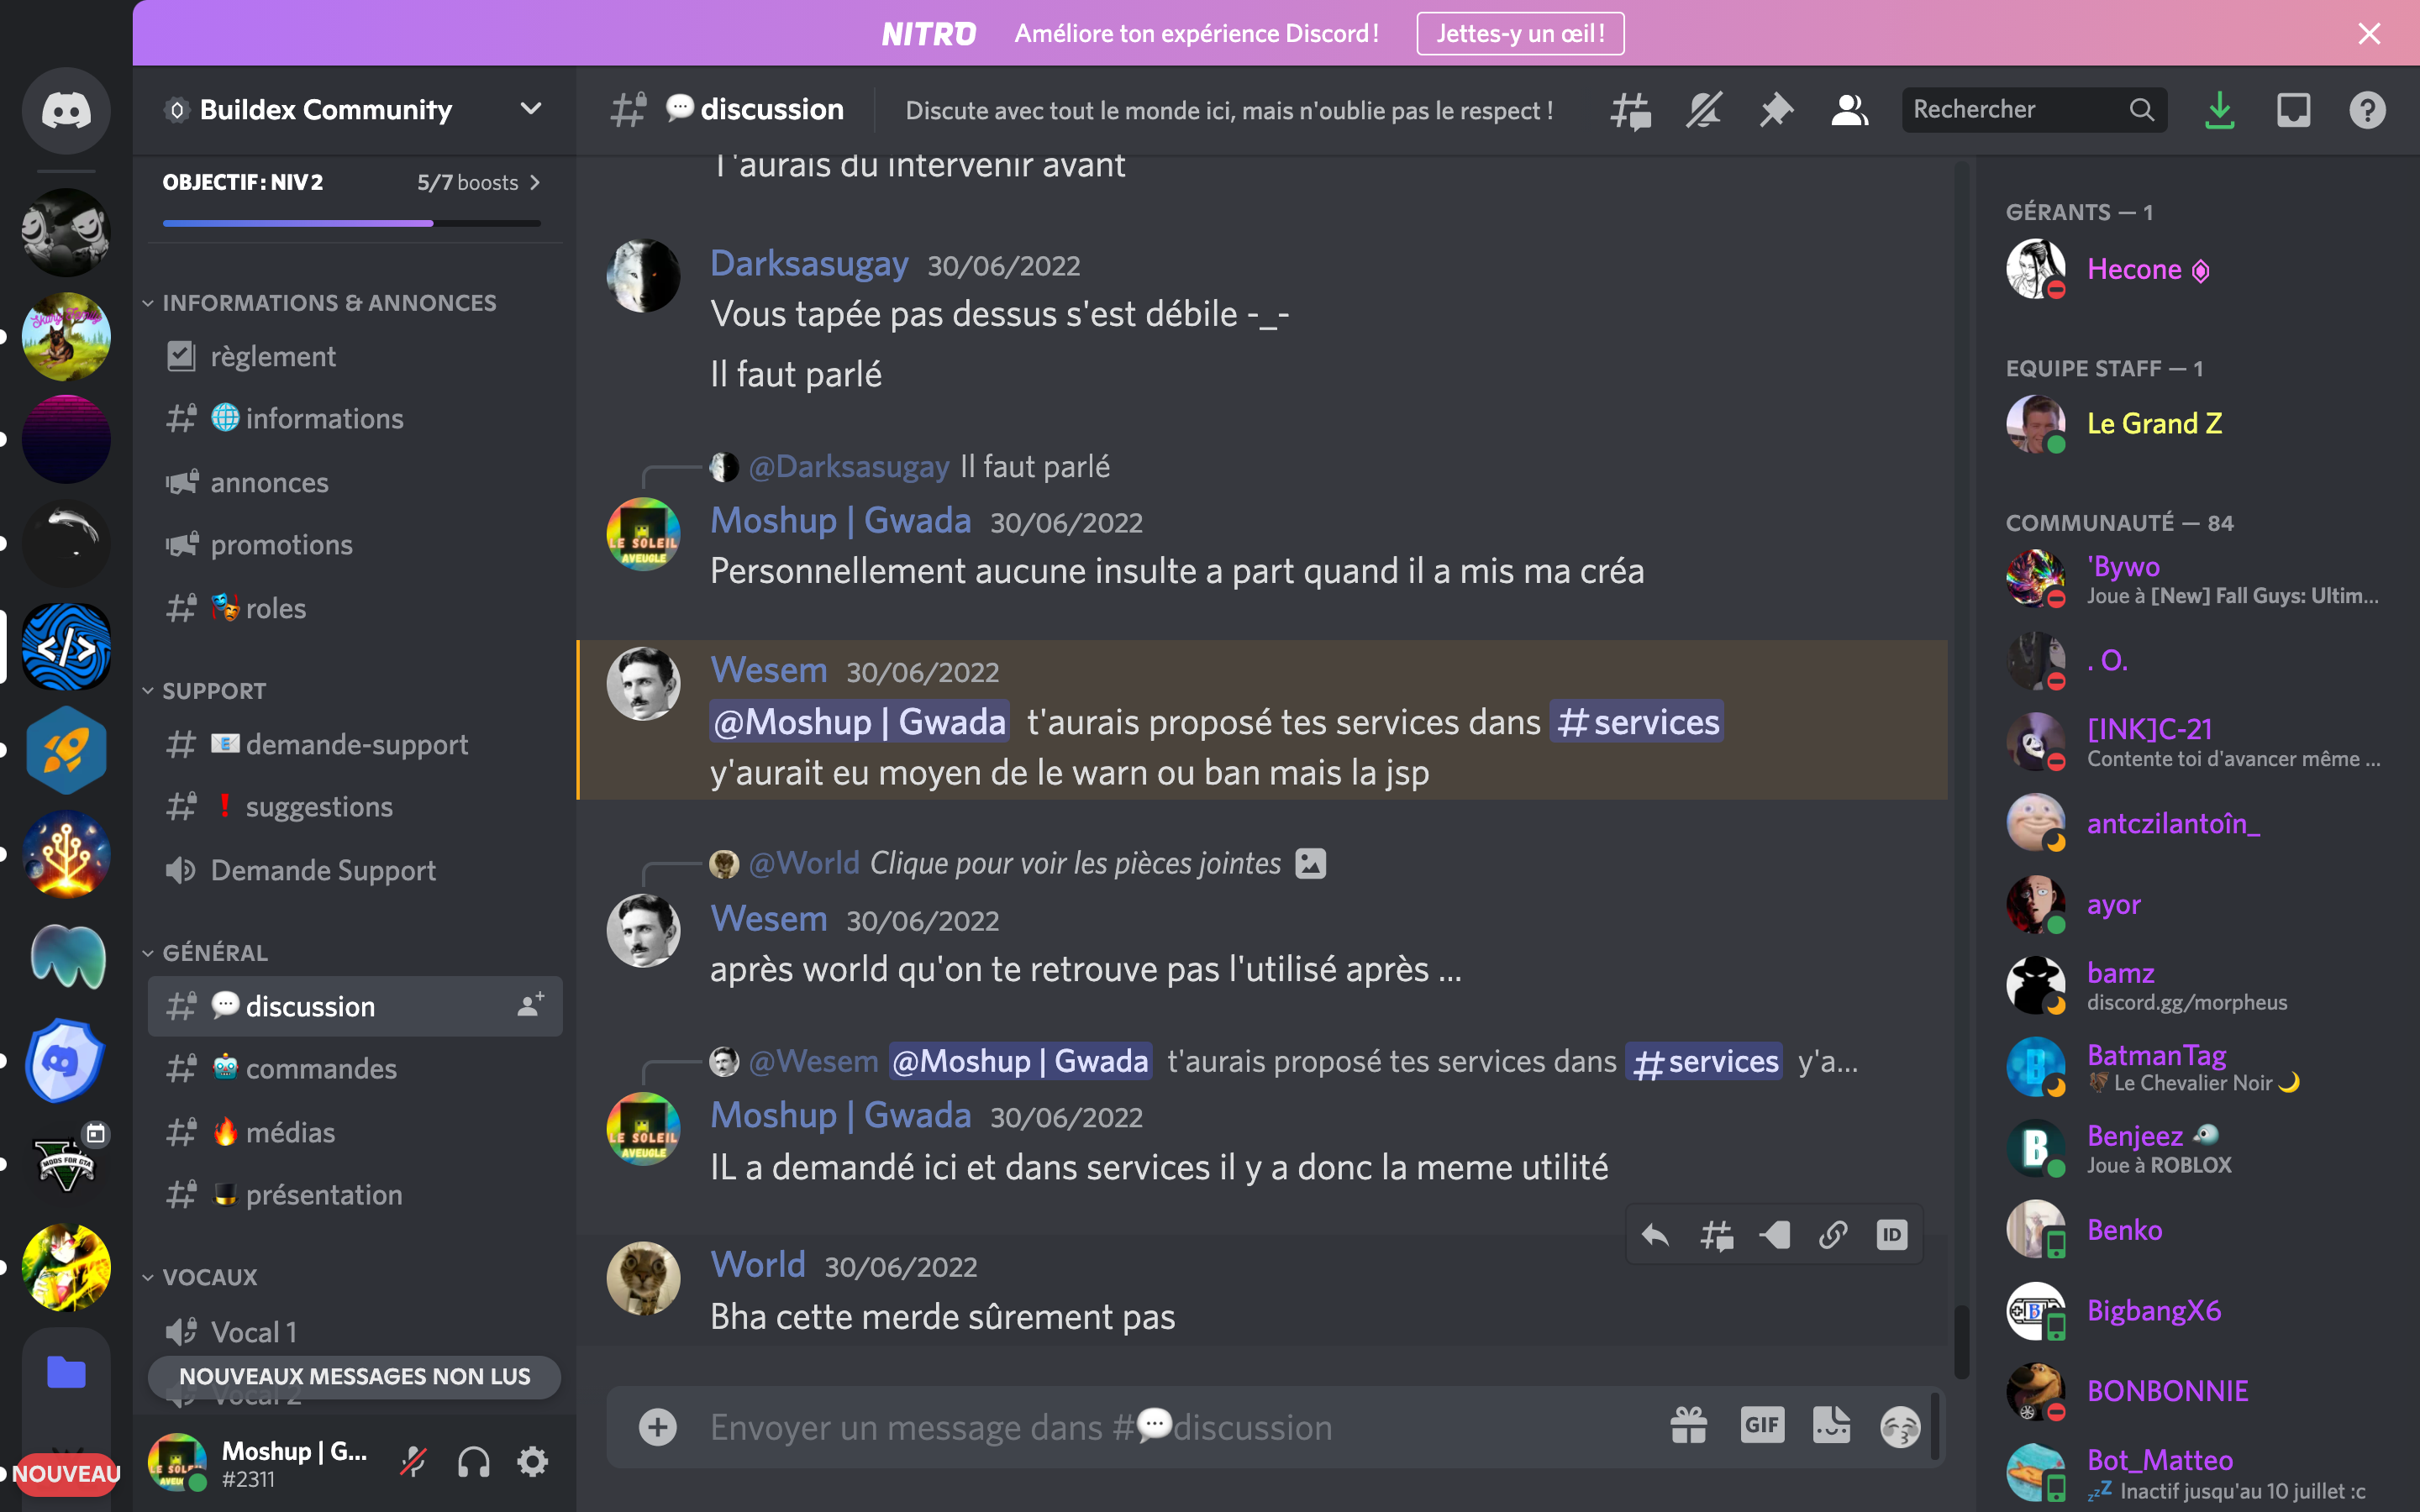 NITRO Améliore ton expérience Discord ! Jettes-y un œil !
Buildex Community
OBJECTIF : NIV 2 5/7 boosts
INFORMATIONS & ANNONCES
règlement
informations
annonces
promotions
roles
SUPPORT
demande-support
suggestions
Demande Support
GÉNÉRAL
discussion
commandes
médias
présentation
VOCAUX
Vocal 1
Vocal 2
NOUVEAUX MESSAGES NON LUS
NOUVEAU
MODS FOR GTA
Moshup | G...
#2311
discussion Discute avec tout le monde ici, mais n'oublie pas le respect !
Rechercher
T'aurais du intervenir avant
Darksasugay 30/06/2022
Vous tapée pas dessus s'est débile -_-
Il faut parlé
@Darksasugay Il faut parlé
LE SOLEIL
AVEUGLE
Moshup | Gwada 30/06/2022
Personnellement aucune insulte a part quand il a mis ma créa
Wesem 30/06/2022
@Moshup | Gwada t'aurais proposé tes services dans #services
y'aurait eu moyen de le warn ou ban mais la jsp
@World Clique pour voir les pièces jointes
Wesem 30/06/2022
après world qu'on te retrouve pas l'utilisé après ...
@Wesem @Moshup | Gwada t'aurais proposé tes services dans #services y'a...
LE SOLEIL
AVEUGLE
Moshup | Gwada 30/06/2022
IL a demandé ici et dans services il y a donc la meme utilité
ID
World 30/06/2022
Bha cette merde sûrement pas
Envoyer un message dans #💬discussion
GIF
GÉRANTS — 1
Hecone
EQUIPE STAFF — 1
Le Grand Z
COMMUNAUTÉ — 84
'Bywo
Joue à [New] Fall Guys: Ultim...
. O.
[INK]C-21
Contente toi d'avancer même ...
antczilantoîn_
ayor
bamz
discord.gg/morpheus
BatmanTag
Le Chevalier Noir
Benjeez
Joue à ROBLOX
Benko
BigbangX6
BONBONNIE
Bot_Matteo
zzZ Inactif jusqu'au 10 juillet :c